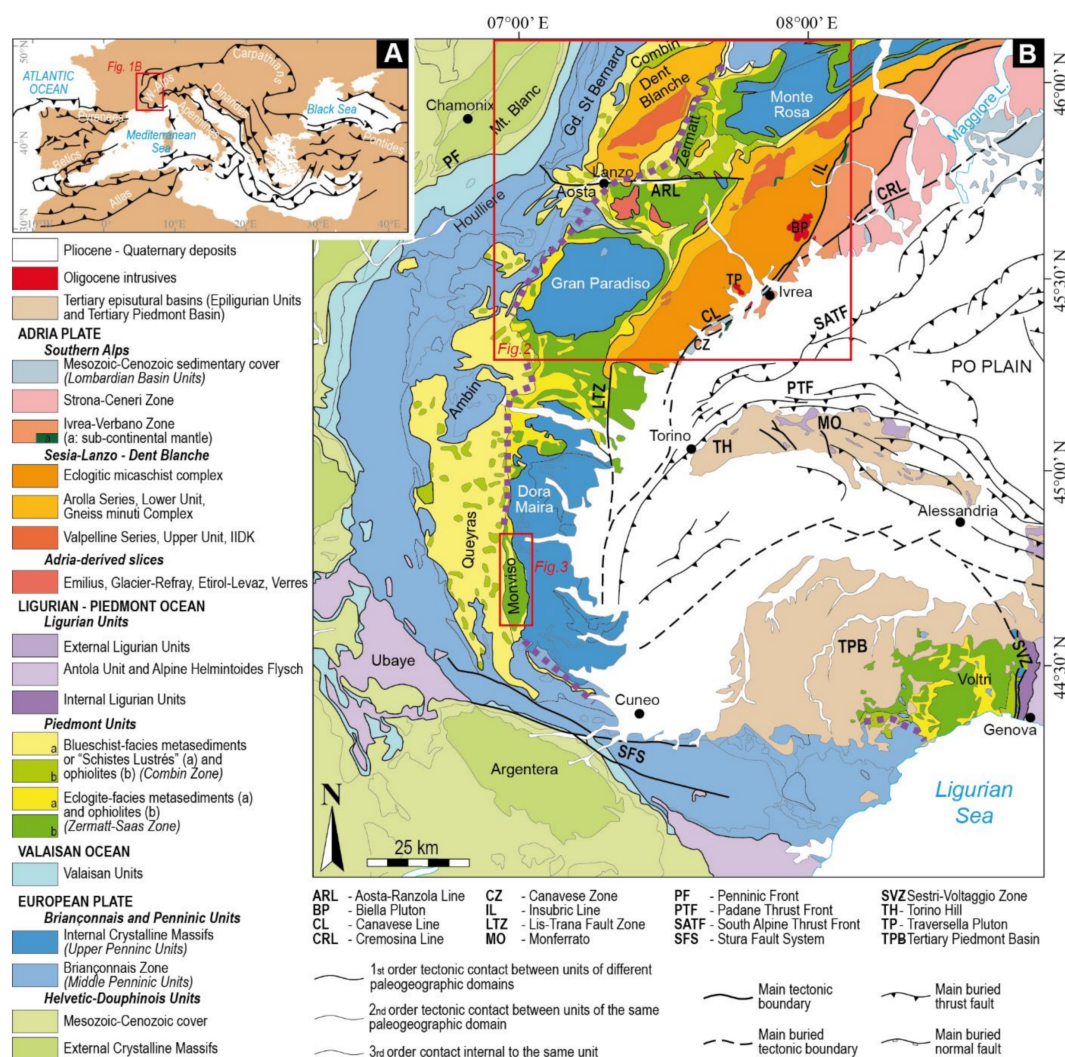 07°00' E
08°00' E
A
50°N
40°N
30°N
10°W
0°E
10°E
20°E
30°E
ATLANTIC
OCEAN
Fig. 1B
Alps
Carpathians
Dinarides
Apennines
Black Sea
Pyrenees
Mediterranean
Sea
Betics
Atlas
Pontides
B
46°00' N
45°30' N
45°00' N
44°30' N
Chamonix
Mt. Blanc
PF
Gd. St Bernard
Combin
Dent
Blanche
Zermatt
Monte
Rosa
Maggiore L.
Houlliere
Aosta
Lanzo
ARL
IL
CRL
BP
TP
Gran Paradiso
Ivrea
CL
CZ
SATF
Fig.2
LTZ
PO PLAIN
PTF
MO
Ambin
Torino
TH
Dora
Maira
Alessandria
Queyras
Monviso
Fig.3
TPB
SVZ
Voltri
Ubaye
Cuneo
Genova
SFS
Argentera
Ligurian
Sea
N
25 km
Pliocene - Quaternary deposits
Oligocene intrusives
Tertiary episutural basins (Epiligurian Units
and Tertiary Piedmont Basin)
ADRIA PLATE
Southern Alps
Mesozoic-Cenozoic sedimentary cover
(Lombardian Basin Units)
Strona-Ceneri Zone
Ivrea-Verbano Zone
a (a: sub-continental mantle)
Sesia-Lanzo - Dent Blanche
Eclogitic micaschist complex
Arolla Series, Lower Unit,
Gneiss minuti Complex
Valpelline Series, Upper Unit, IIDK
Adria-derived slices
Emilius, Glacier-Refray, Etirol-Levaz, Verres
LIGURIAN - PIEDMONT OCEAN
Ligurian Units
External Ligurian Units
Antola Unit and Alpine Helmintoides Flysch
Internal Ligurian Units
Piedmont Units
a Blueschist-facies metasediments
or "Schistes Lustrés" (a) and
b ophiolites (b) (Combin Zone)
a Eclogite-facies metasediments (a)
and ophiolites (b)
b (Zermatt-Saas Zone)
VALAISAN OCEAN
Valaisan Units
EUROPEAN PLATE
Briançonnais and Penninic Units
Internal Crystalline Massifs
(Upper Penninc Units)
Briançonnais Zone
(Middle Penninic Units)
Helvetic-Douphinois Units
Mesozoic-Cenozoic cover
External Crystalline Massifs
ARL - Aosta-Ranzola Line
BP - Biella Pluton
CL - Canavese Line
CRL - Cremosina Line
CZ - Canavese Zone
IL - Insubric Line
LTZ - Lis-Trana Fault Zone
MO - Monferrato
PF - Penninic Front
PTF - Padane Thrust Front
SATF - South Alpine Thrust Front
SFS - Stura Fault System
SVZ Sestri-Voltaggio Zone
TH - Torino Hill
TP - Traversella Pluton
TPB Tertiary Piedmont Basin
1st order tectonic contact between units of different
paleogeographic domains
2nd order tectonic contact between units of the same
paleogeographic domain
3rd order contact internal to the same unit
Main tectonic
boundary
Main buried
tectonic boundary
Main buried
thrust fault
Main buried
normal fault